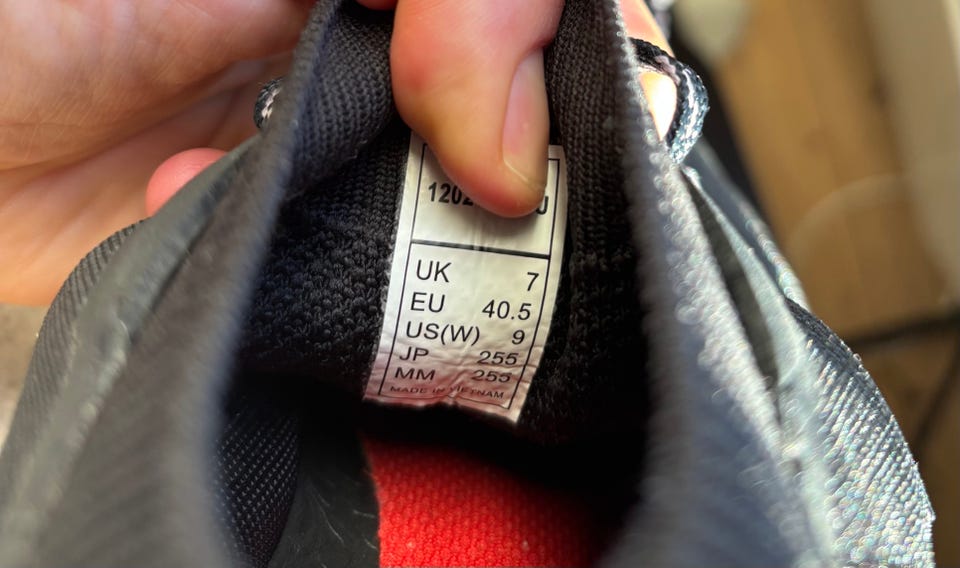 UK 7
EU 40.5
US(W) 9
JP 255
MM 255
MADE IN VIETNAM